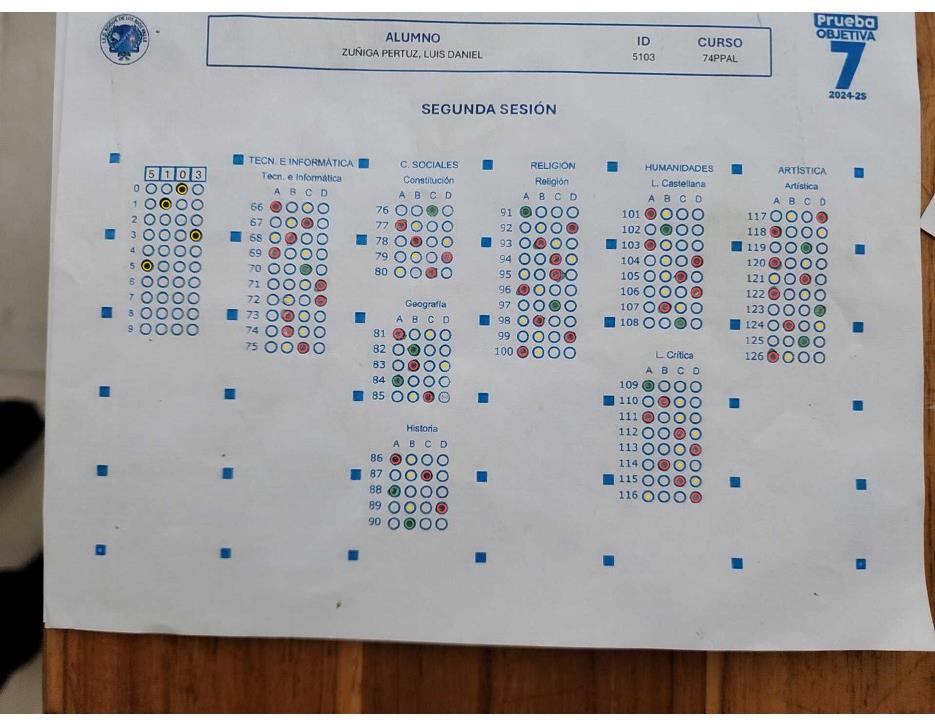 ALUMNO
ZUÑIGA PERTUZ, LUIS DANIEL
ID
5103
CURSO
74PPAL
Prueba
OBJETIVA
7
2024-2S
SEGUNDA SESIÓN
5 1 0 3
0
1
2
3
4
5
6
7
8
9
TECN. E INFORMÁTICA
Tecn. e Informática
A B C D
66
67
68
69
70
71
72
73
74
75
C. SOCIALES
Constitución
A B C D
76
77
78
79
80
Geografía
A B C D
81
82
83
84
85
Historia
A B C D
86
87
88
89
90
RELIGIÓN
Religión
A B C D
91
92
93
94
95
96
97
98
99
100
HUMANIDADES
L. Castellana
A B C D
101
102
103
104
105
106
107
108
L. Crítica
A B C D
109
110
111
112
113
114
115
116
ARTÍSTICA
Artística
A B C D
117
118
119
120
121
122
123
124
125
126